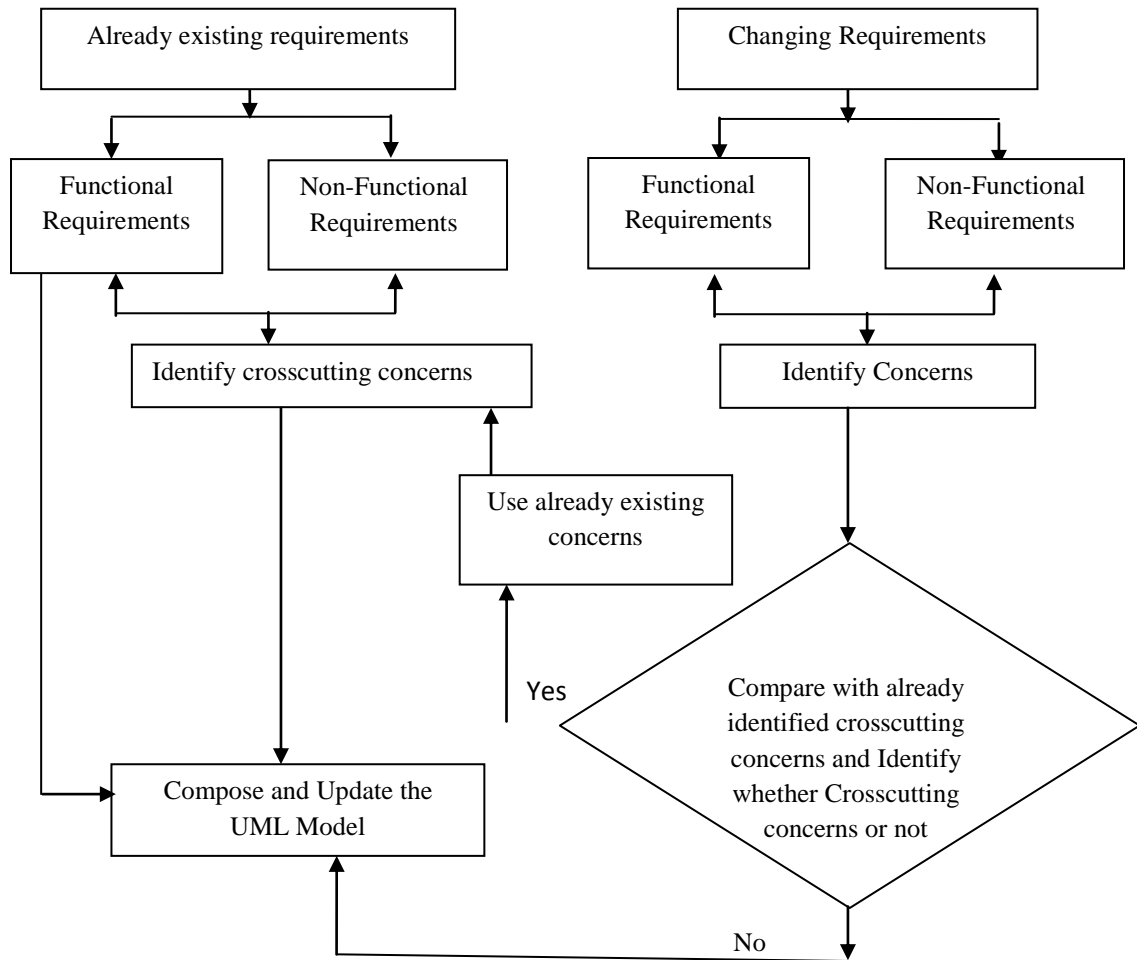 Already existing requirements
Changing Requirements
Functional
Requirements
Non-Functional
Requirements
Functional
Requirements
Non-Functional
Requirements
Identify crosscutting concerns
Identify Concerns
Use already existing
concerns
Yes
Compare with already
identified crosscutting
concerns and Identify
whether Crosscutting
concerns or not
Compose and Update the
UML Model
No